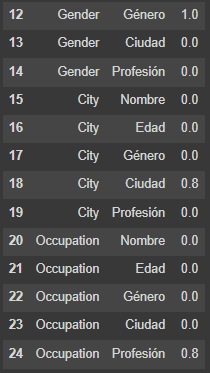 12 Gender Género 1.0
13 Gender Ciudad 0.0
14 Gender Profesión 0.0
15 City Nombre 0.0
16 City Edad 0.0
17 City Género 0.0
18 City Ciudad 0.8
19 City Profesión 0.0
20 Occupation Nombre 0.0
21 Occupation Edad 0.0
22 Occupation Género 0.0
23 Occupation Ciudad 0.0
24 Occupation Profesión 0.8